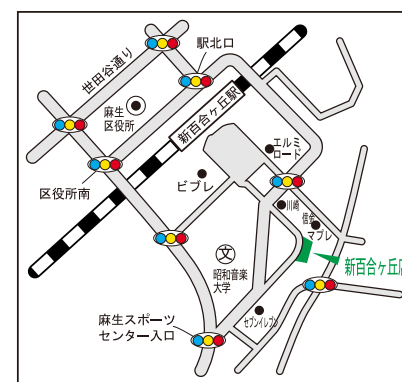 駅北口
世田谷通り
麻生
区役所
新百合ヶ丘駅
エルミ
ロード
区役所南
ビブレ
川崎
信金
マプレ
文
昭和音楽
大学
新百合ヶ丘店
麻生スポーツ
センター入口
セブンイレブン